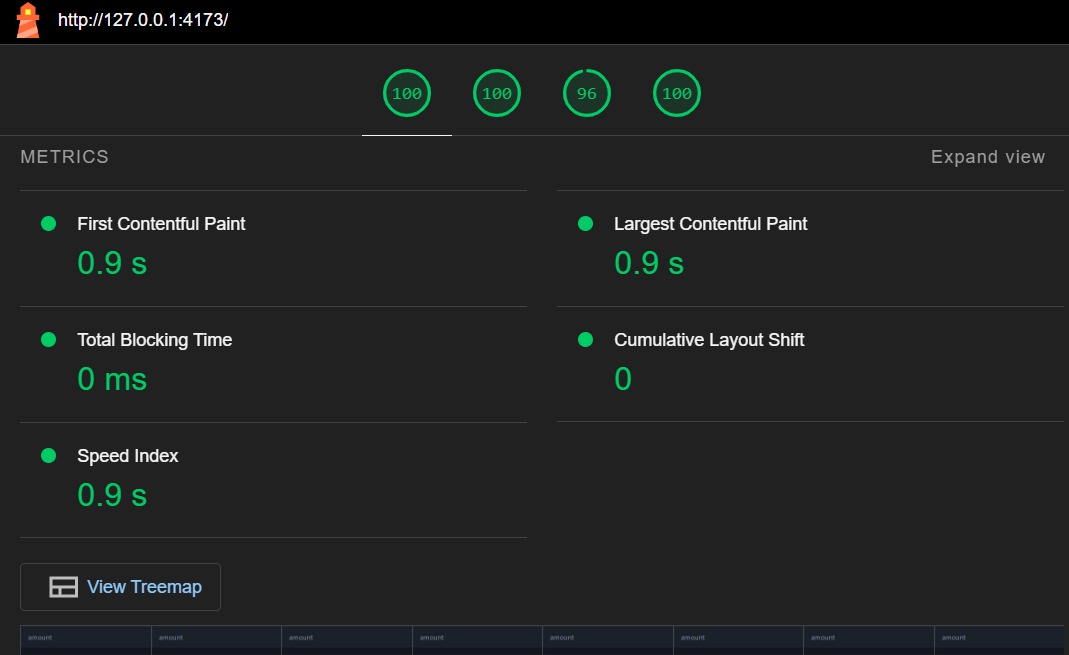 http://127.0.0.1:4173/
100 100 96 100
METRICS Expand view
First Contentful Paint Largest Contentful Paint
0.9 s 0.9 s
Total Blocking Time Cumulative Layout Shift
0 ms 0
Speed Index
0.9 s
View Treemap
amount amount amount amount amount amount amount amount